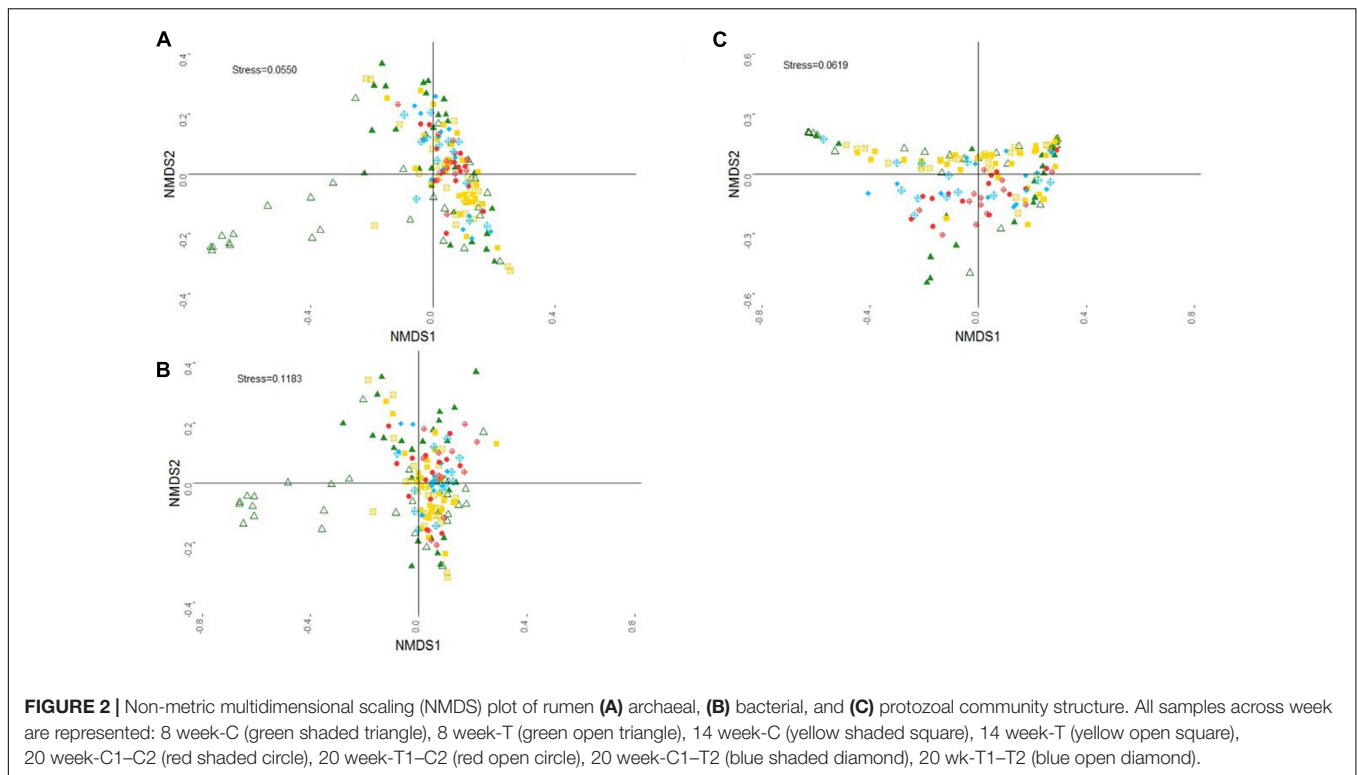 A
Stress=0.0550
0.4
0.2
0.0
-0.2
-0.4
NMDS2
-0.4
0.0
0.4
NMDS1
C
Stress=0.0619
0.6
0.3
0.0
-0.3
-0.6
NMDS2
-0.8
-0.4
0.0
0.4
0.8
NMDS1
B
Stress=0.1183
0.4
0.2
0.0
-0.2
-0.4
NMDS2
-0.8
-0.4
0.0
0.4
0.8
NMDS1
FIGURE 2 | Non-metric multidimensional scaling (NMDS) plot of rumen (A) archaeal, (B) bacterial, and (C) protozoal community structure. All samples across week
are represented: 8 week-C (green shaded triangle), 8 week-T (green open triangle), 14 week-C (yellow shaded square), 14 week-T (yellow open square),
20 week-C1–C2 (red shaded circle), 20 week-T1–C2 (red open circle), 20 week-C1–T2 (blue shaded diamond), 20 wk-T1–T2 (blue open diamond).